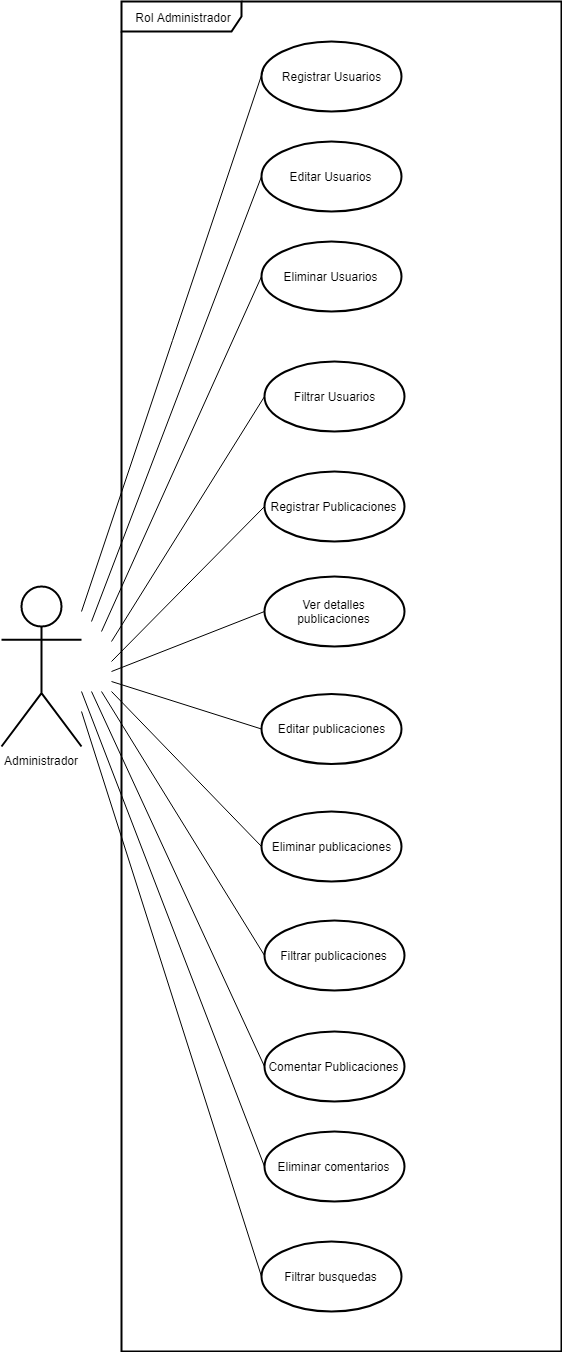 Rol Administrador
Registrar Usuarios
Editar Usuarios
Eliminar Usuarios
Filtrar Usuarios
Registrar Publicaciones
Ver detalles
publicaciones
Editar publicaciones
Administrador
Eliminar publicaciones
Filtrar publicaciones
Comentar Publicaciones
Eliminar comentarios
Filtrar busquedas